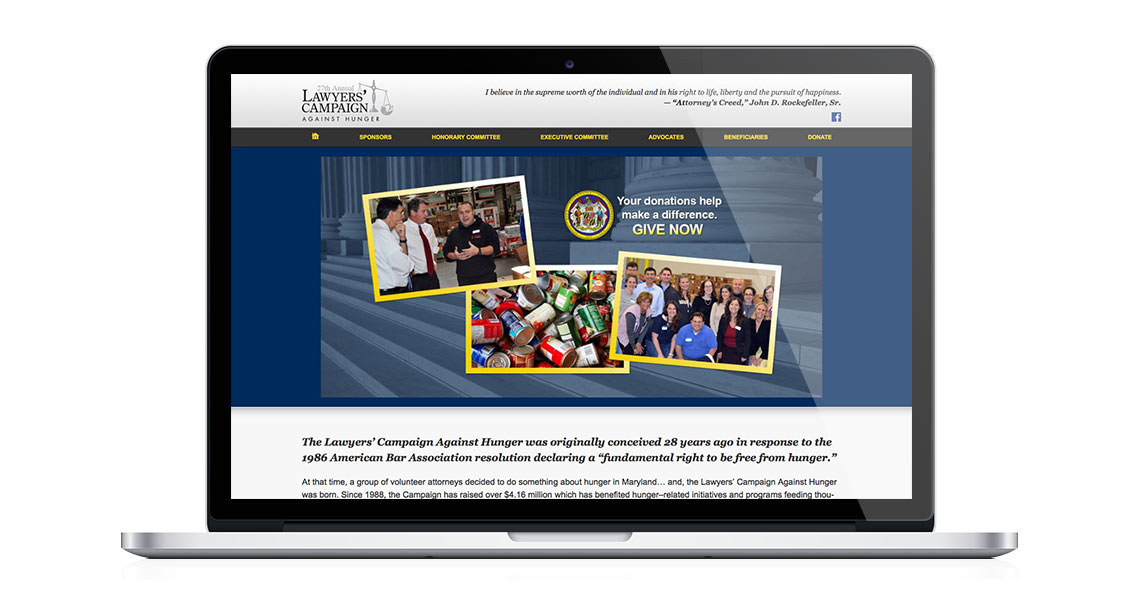 27th Annual
LAWYERS'
CAMPAIGN
AGAINST HUNGER
I believe in the supreme worth of the individual and in his right to life, liberty and the pursuit of happiness.
— “Attorney’s Creed,” John D. Rockefeller, Sr.
f
SPONSORS HONORARY COMMITTEE EXECUTIVE COMMITTEE ADVOCATES BENEFICIARIES DONATE
Your donations help
make a difference.
GIVE NOW
The Lawyers’ Campaign Against Hunger was originally conceived 28 years ago in response to the
1986 American Bar Association resolution declaring a “fundamental right to be free from hunger.”
At that time, a group of volunteer attorneys decided to do something about hunger in Maryland… and, the Lawyers’ Campaign Against Hunger
was born. Since 1988, the Campaign has raised over $4.16 million which has benefited hunger–related initiatives and programs feeding thou-